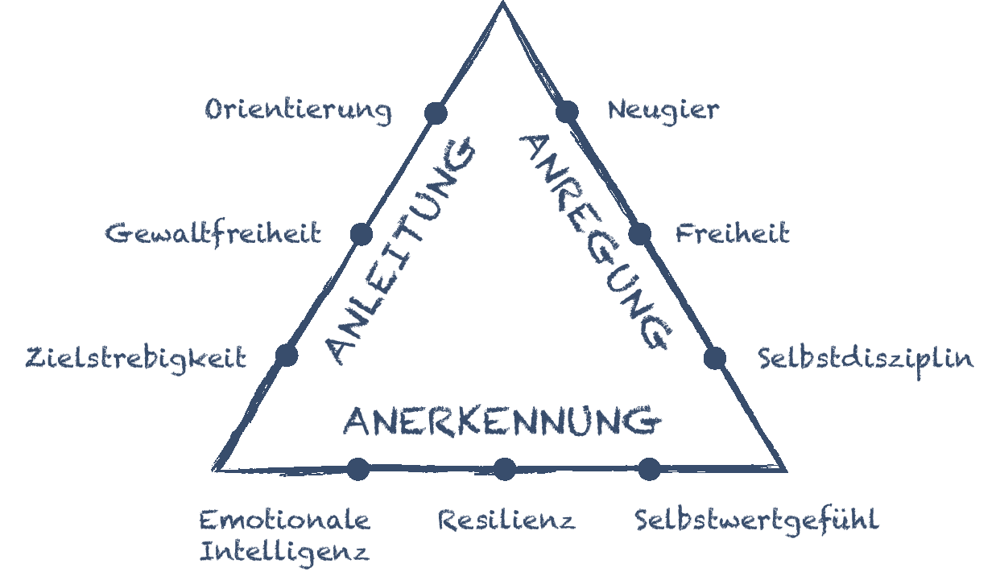 Orientierung
Neugier
Gewaltfreiheit
Freiheit
Zielstrebigkeit
Selbstdisziplin
ANLEITUNG
ANREGUNG
ANERKENNUNG
Emotionale
Intelligenz
Resilienz
Selbstwertgefühl